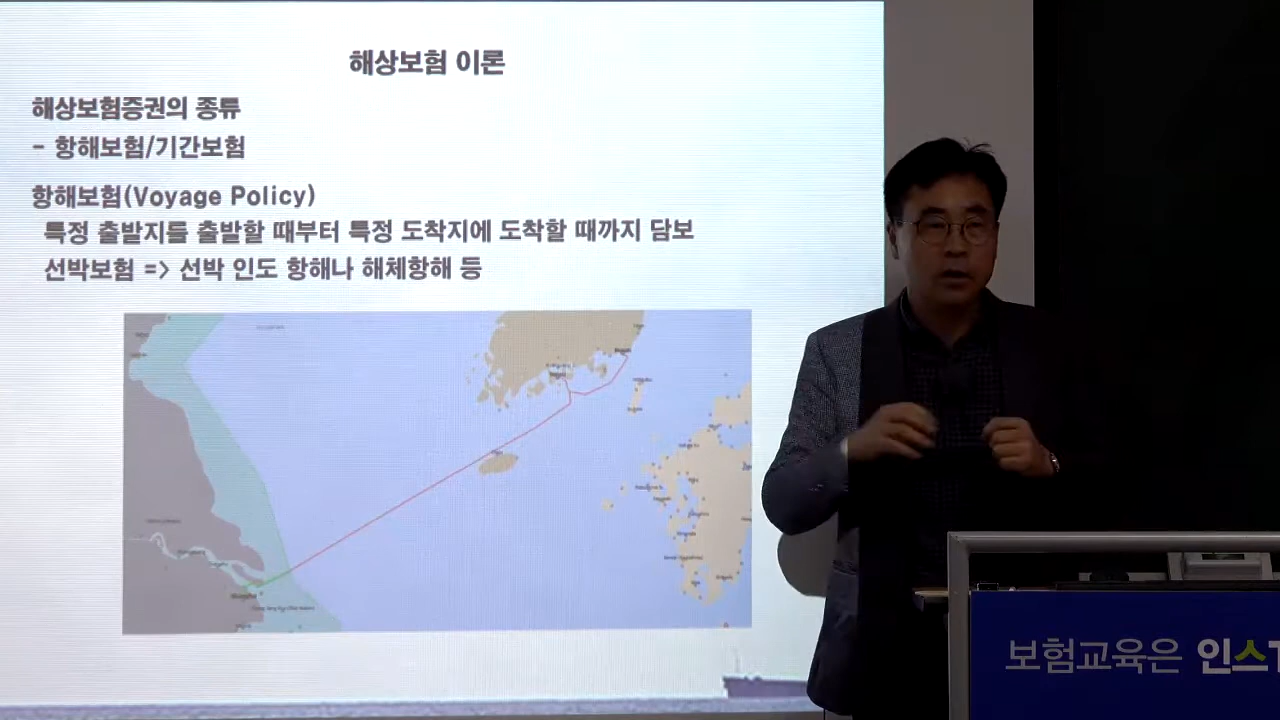 해상보험 이론
해상보험증권의 종류
- 항해보험/기간보험
항해보험(Voyage Policy)
특정 출발지를 출발할 때부터 특정 도착지에 도착할 때까지 담보
선박보험 => 선박 인도 항해나 해체항해 등
Shanghai
보험교육은 인스